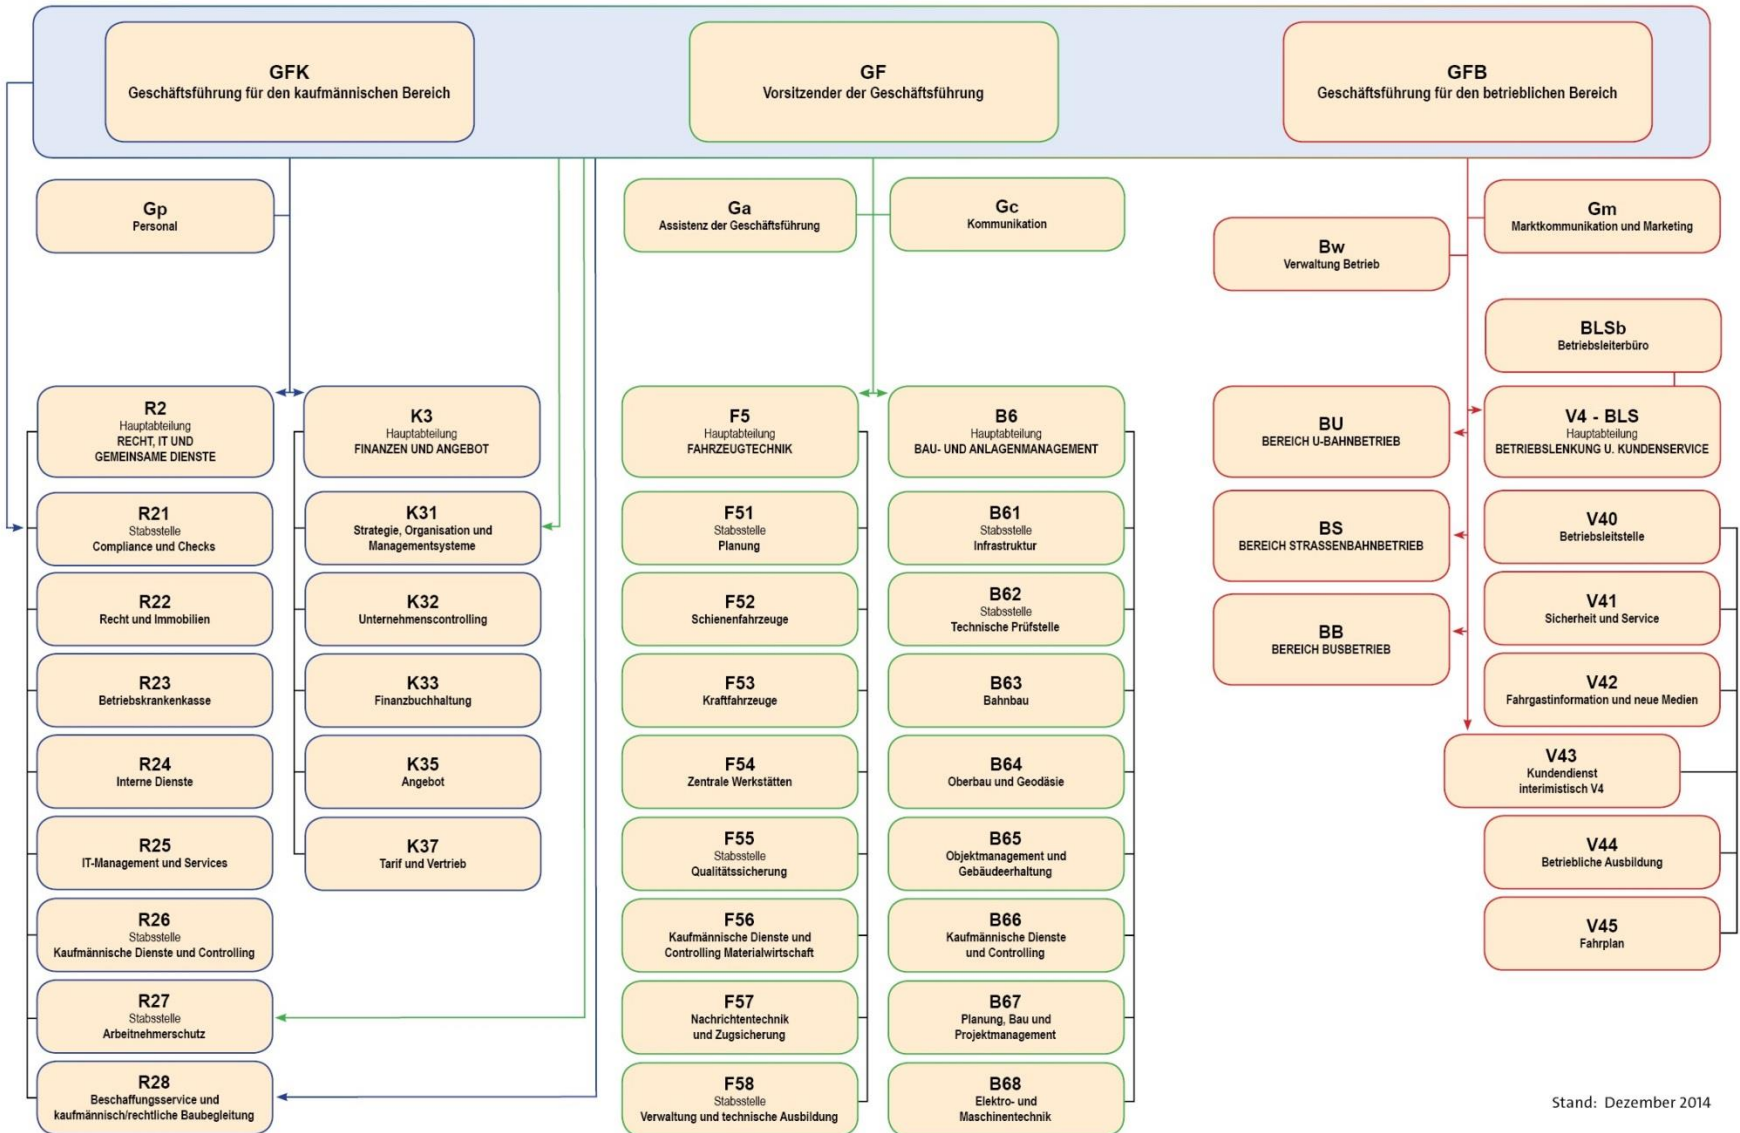 GFK
Geschäftsführung für den kaufmännischen Bereich
GF
Vorsitzender der Geschäftsführung
GFB
Geschäftsführung für den betrieblichen Bereich
Gp
Personal
Ga
Assistenz der Geschäftsführung
Gc
Kommunikation
Bw
Verwaltung Betrieb
Gm
Marktkommunikation und Marketing
BLSb
Betriebsleiterbüro
R2
Hauptabteilung
RECHT, IT UND
GEMEINSAME DIENSTE
R21
Stabsstelle
Compliance und Checks
R22
Recht und Immobilien
R23
Betriebskrankenkasse
R24
Interne Dienste
R25
IT-Management und Services
R26
Stabsstelle
Kaufmännische Dienste und Controlling
R27
Stabsstelle
Arbeitnehmerschutz
R28
Beschaffungsservice und
kaufmännisch/rechtliche Baubegleitung
K3
Hauptabteilung
FINANZEN UND ANGEBOT
K31
Strategie, Organisation und
Managementsysteme
K32
Unternehmenscontrolling
K33
Finanzbuchhaltung
K35
Angebot
K37
Tarif und Vertrieb
F5
Hauptabteilung
FAHRZEUGTECHNIK
F51
Stabsstelle
Planung
F52
Schienenfahrzeuge
F53
Kraftfahrzeuge
F54
Zentrale Werkstätten
F55
Stabsstelle
Qualitätssicherung
F56
Kaufmännische Dienste und
Controlling Materialwirtschaft
F57
Nachrichtentechnik
und Zugsicherung
F58
Stabsstelle
Verwaltung und technische Ausbildung
B6
Hauptabteilung
BAU- UND ANLAGENMANAGEMENT
B61
Stabsstelle
Infrastruktur
B62
Stabsstelle
Technische Prüfstelle
B63
Bahnbau
B64
Oberbau und Geodäsie
B65
Objektmanagement und
Gebäudeerhaltung
B66
Kaufmännische Dienste
und Controlling
B67
Planung, Bau und
Projektmanagement
B68
Elektro- und
Maschinentechnik
BU
BEREICH U-BAHNBETRIEB
BS
BEREICH STRASSENBAHNBETRIEB
BB
BEREICH BUSBETRIEB
V4 - BLS
Hauptabteilung
BETRIEBSLENKUNG U. KUNDENSERVICE
V40
Betriebsleitstelle
V41
Sicherheit und Service
V42
Fahrgastinformation und neue Medien
V43
Kundendienst
interimistisch V4
V44
Betriebliche Ausbildung
V45
Fahrplan
Stand: Dezember 2014